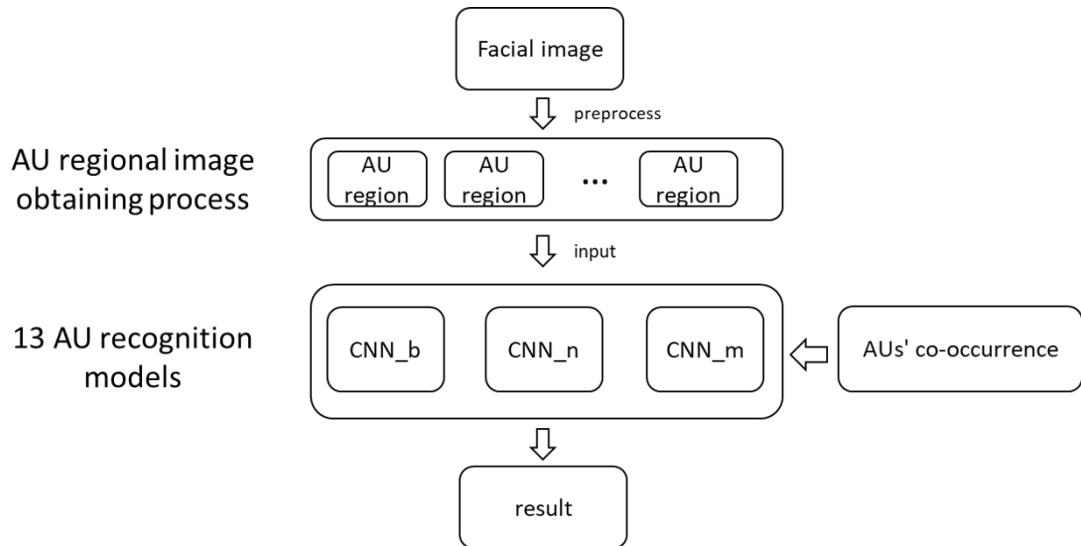 Facial image
preprocess
AU regional image
obtaining process
AU
region
AU
region
...
AU
region
input
13 AU recognition
models
CNN_b
CNN_n
CNN_m
AUs' co-occurrence
result